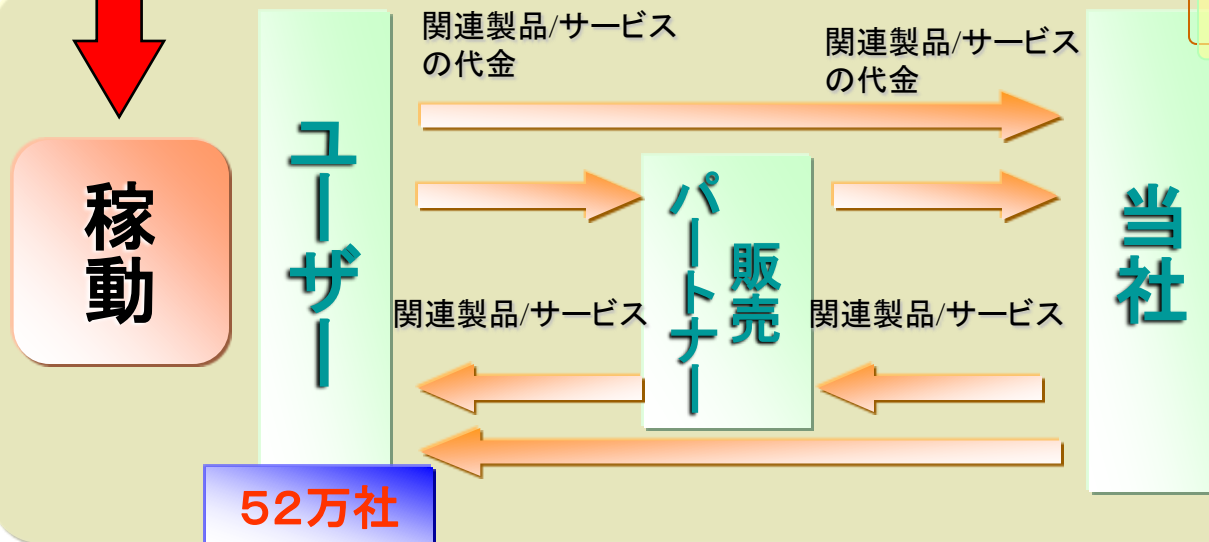 関連製品/サービス
の代金
関連製品/サービス
の代金
稼動
ユーザー
販売
パートナー
当社
関連製品/サービス
関連製品/サービス
52万社